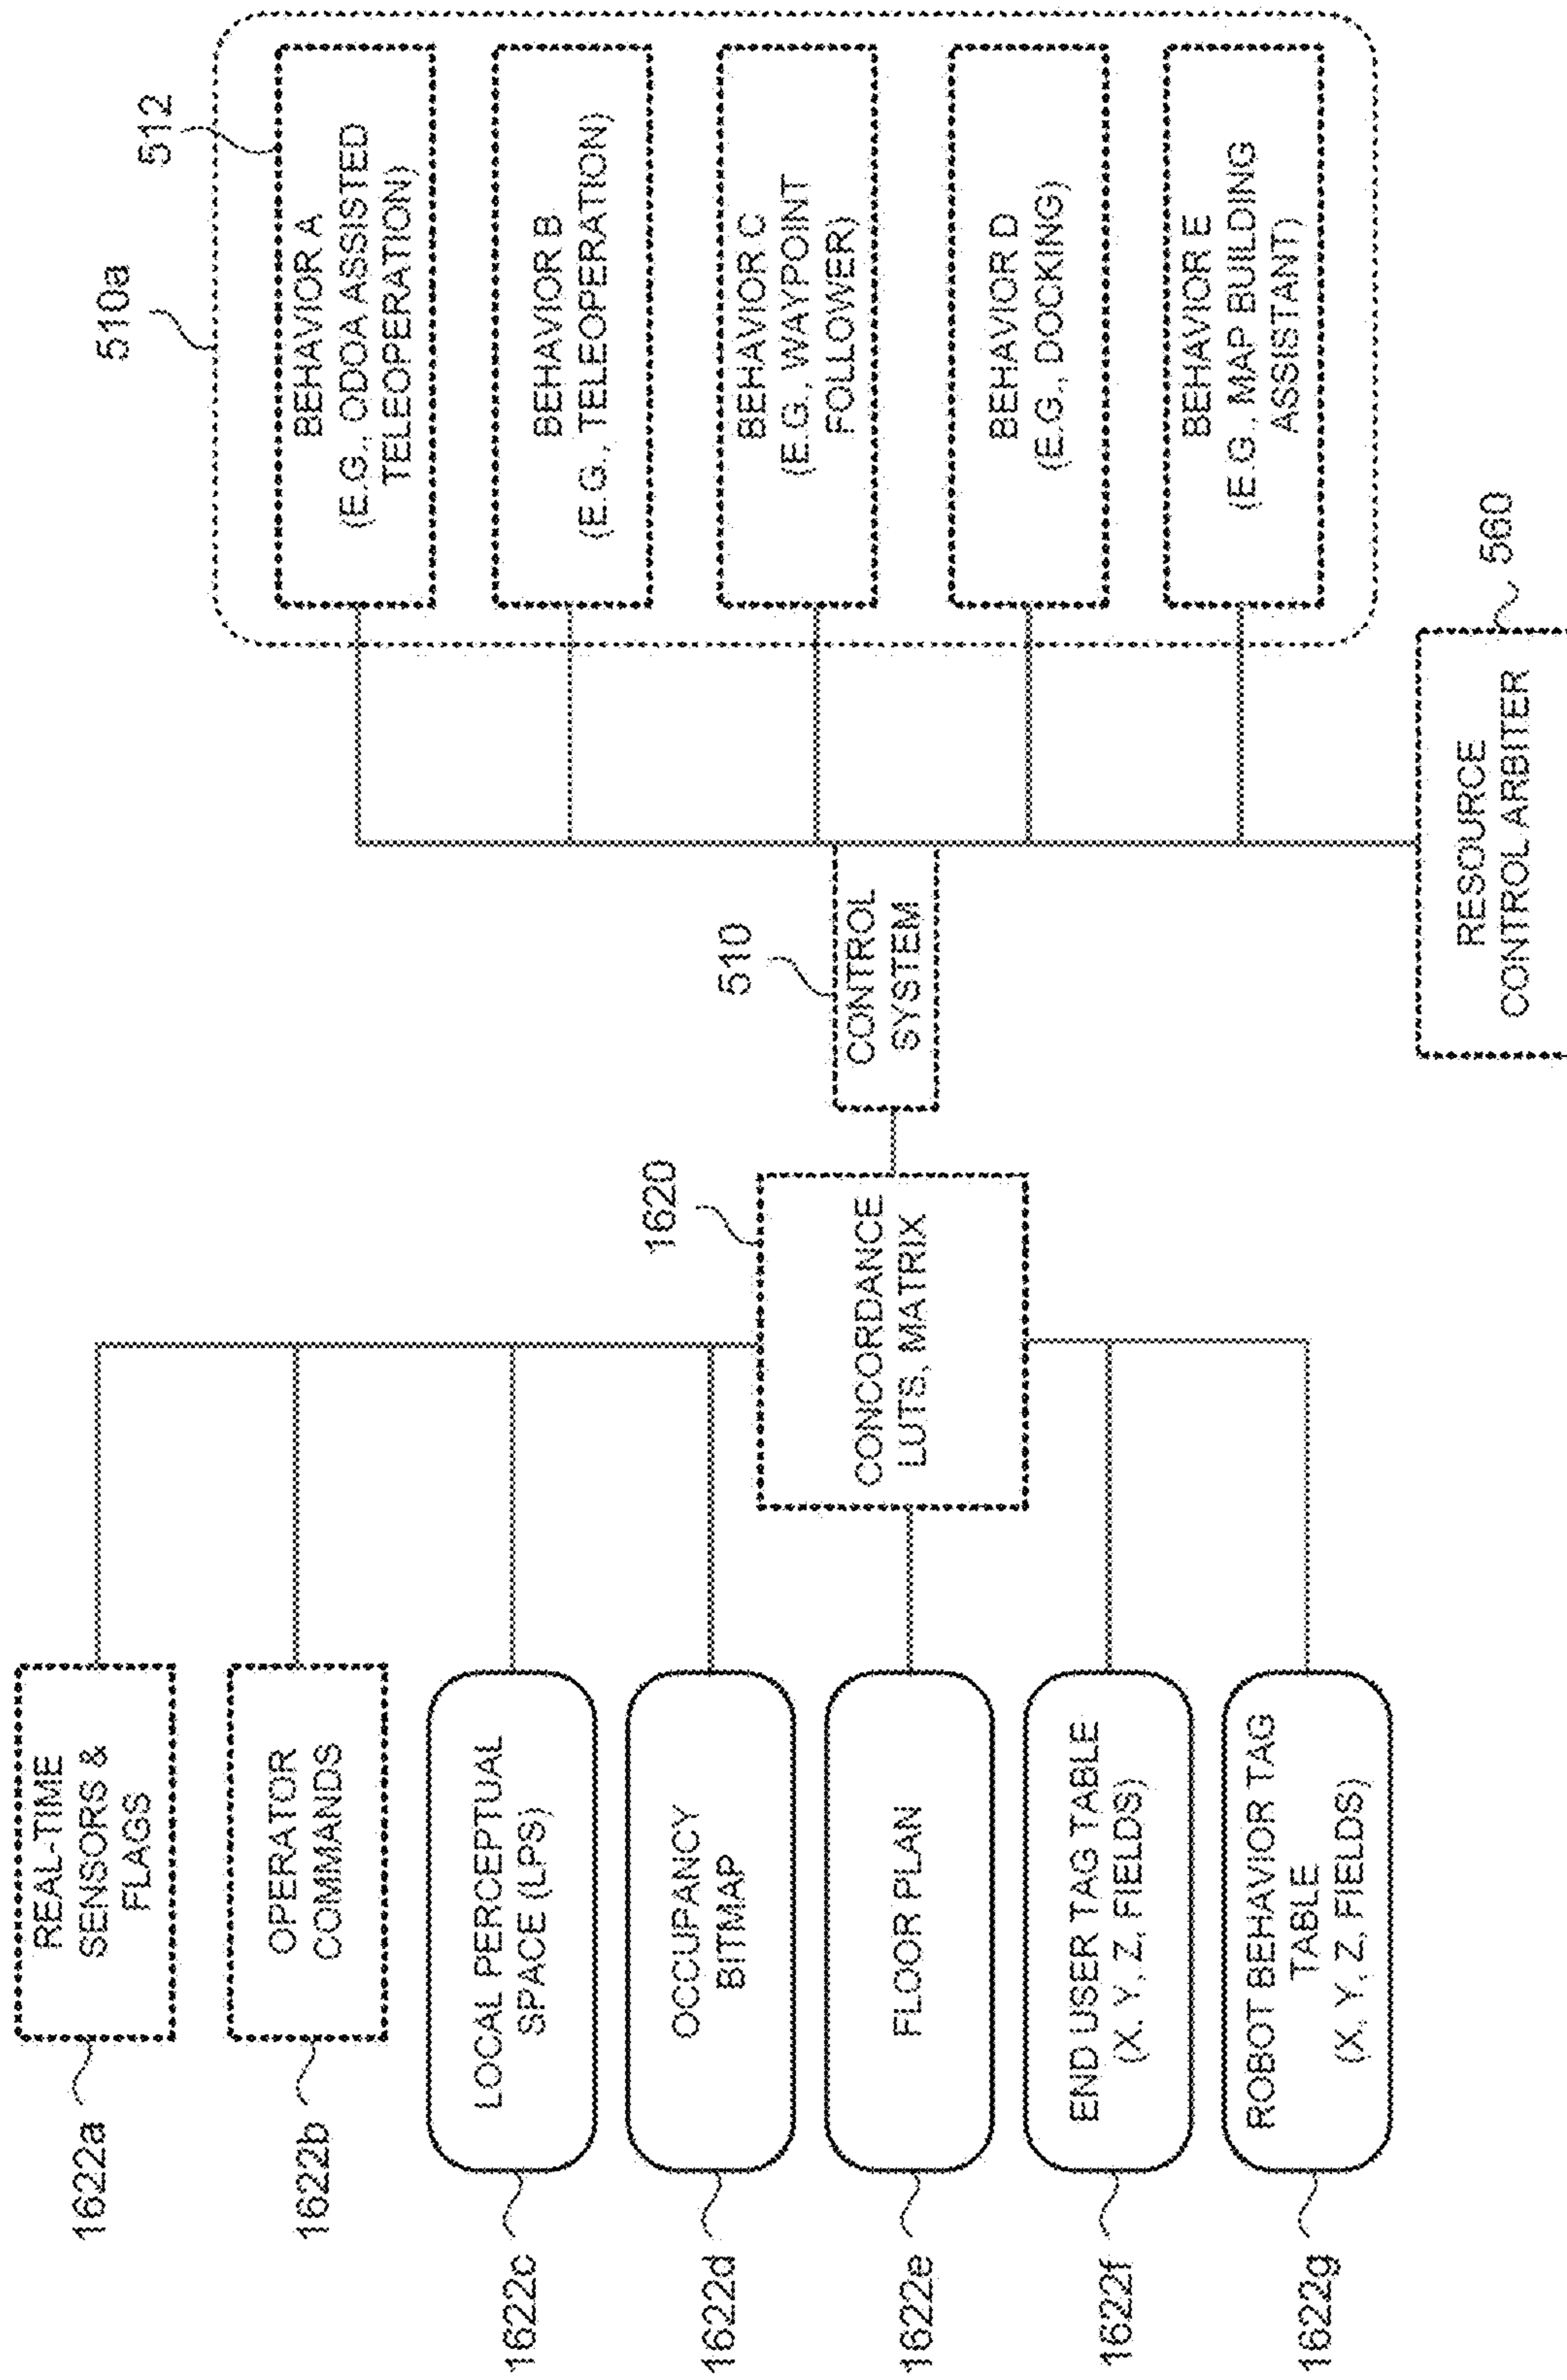 1622a
REAL-TIME
SENSORS &
FLAGS
1622b
OPERATOR
COMMANDS
1622c
LOCAL PERCEPTUAL
SPACE (LPS)
1622d
OCCUPANCY
BITMAP
1622e
FLOOR PLAN
1622f
END USER TAG TABLE
(X, Y, Z, FIELDS)
1622g
ROBOT BEHAVIOR TAG
TABLE
(X, Y, Z, FIELDS)
1620
CONCORDANCE
LUTS, MATRIX
510
CONTROL
SYSTEM
510a
512
BEHAVIOR A
(E.G., ODOA ASSISTED
TELEOPERATION)
BEHAVIOR B
(E.G., TELEOPERATION)
BEHAVIOR C
(E.G., WAYPOINT
FOLLOWER)
BEHAVIOR D
(E.G., DOCKING)
BEHAVIOR E
(E.G., MAP BUILDING
ASSISTANT)
RESOURCE
CONTROL ARBITER
560